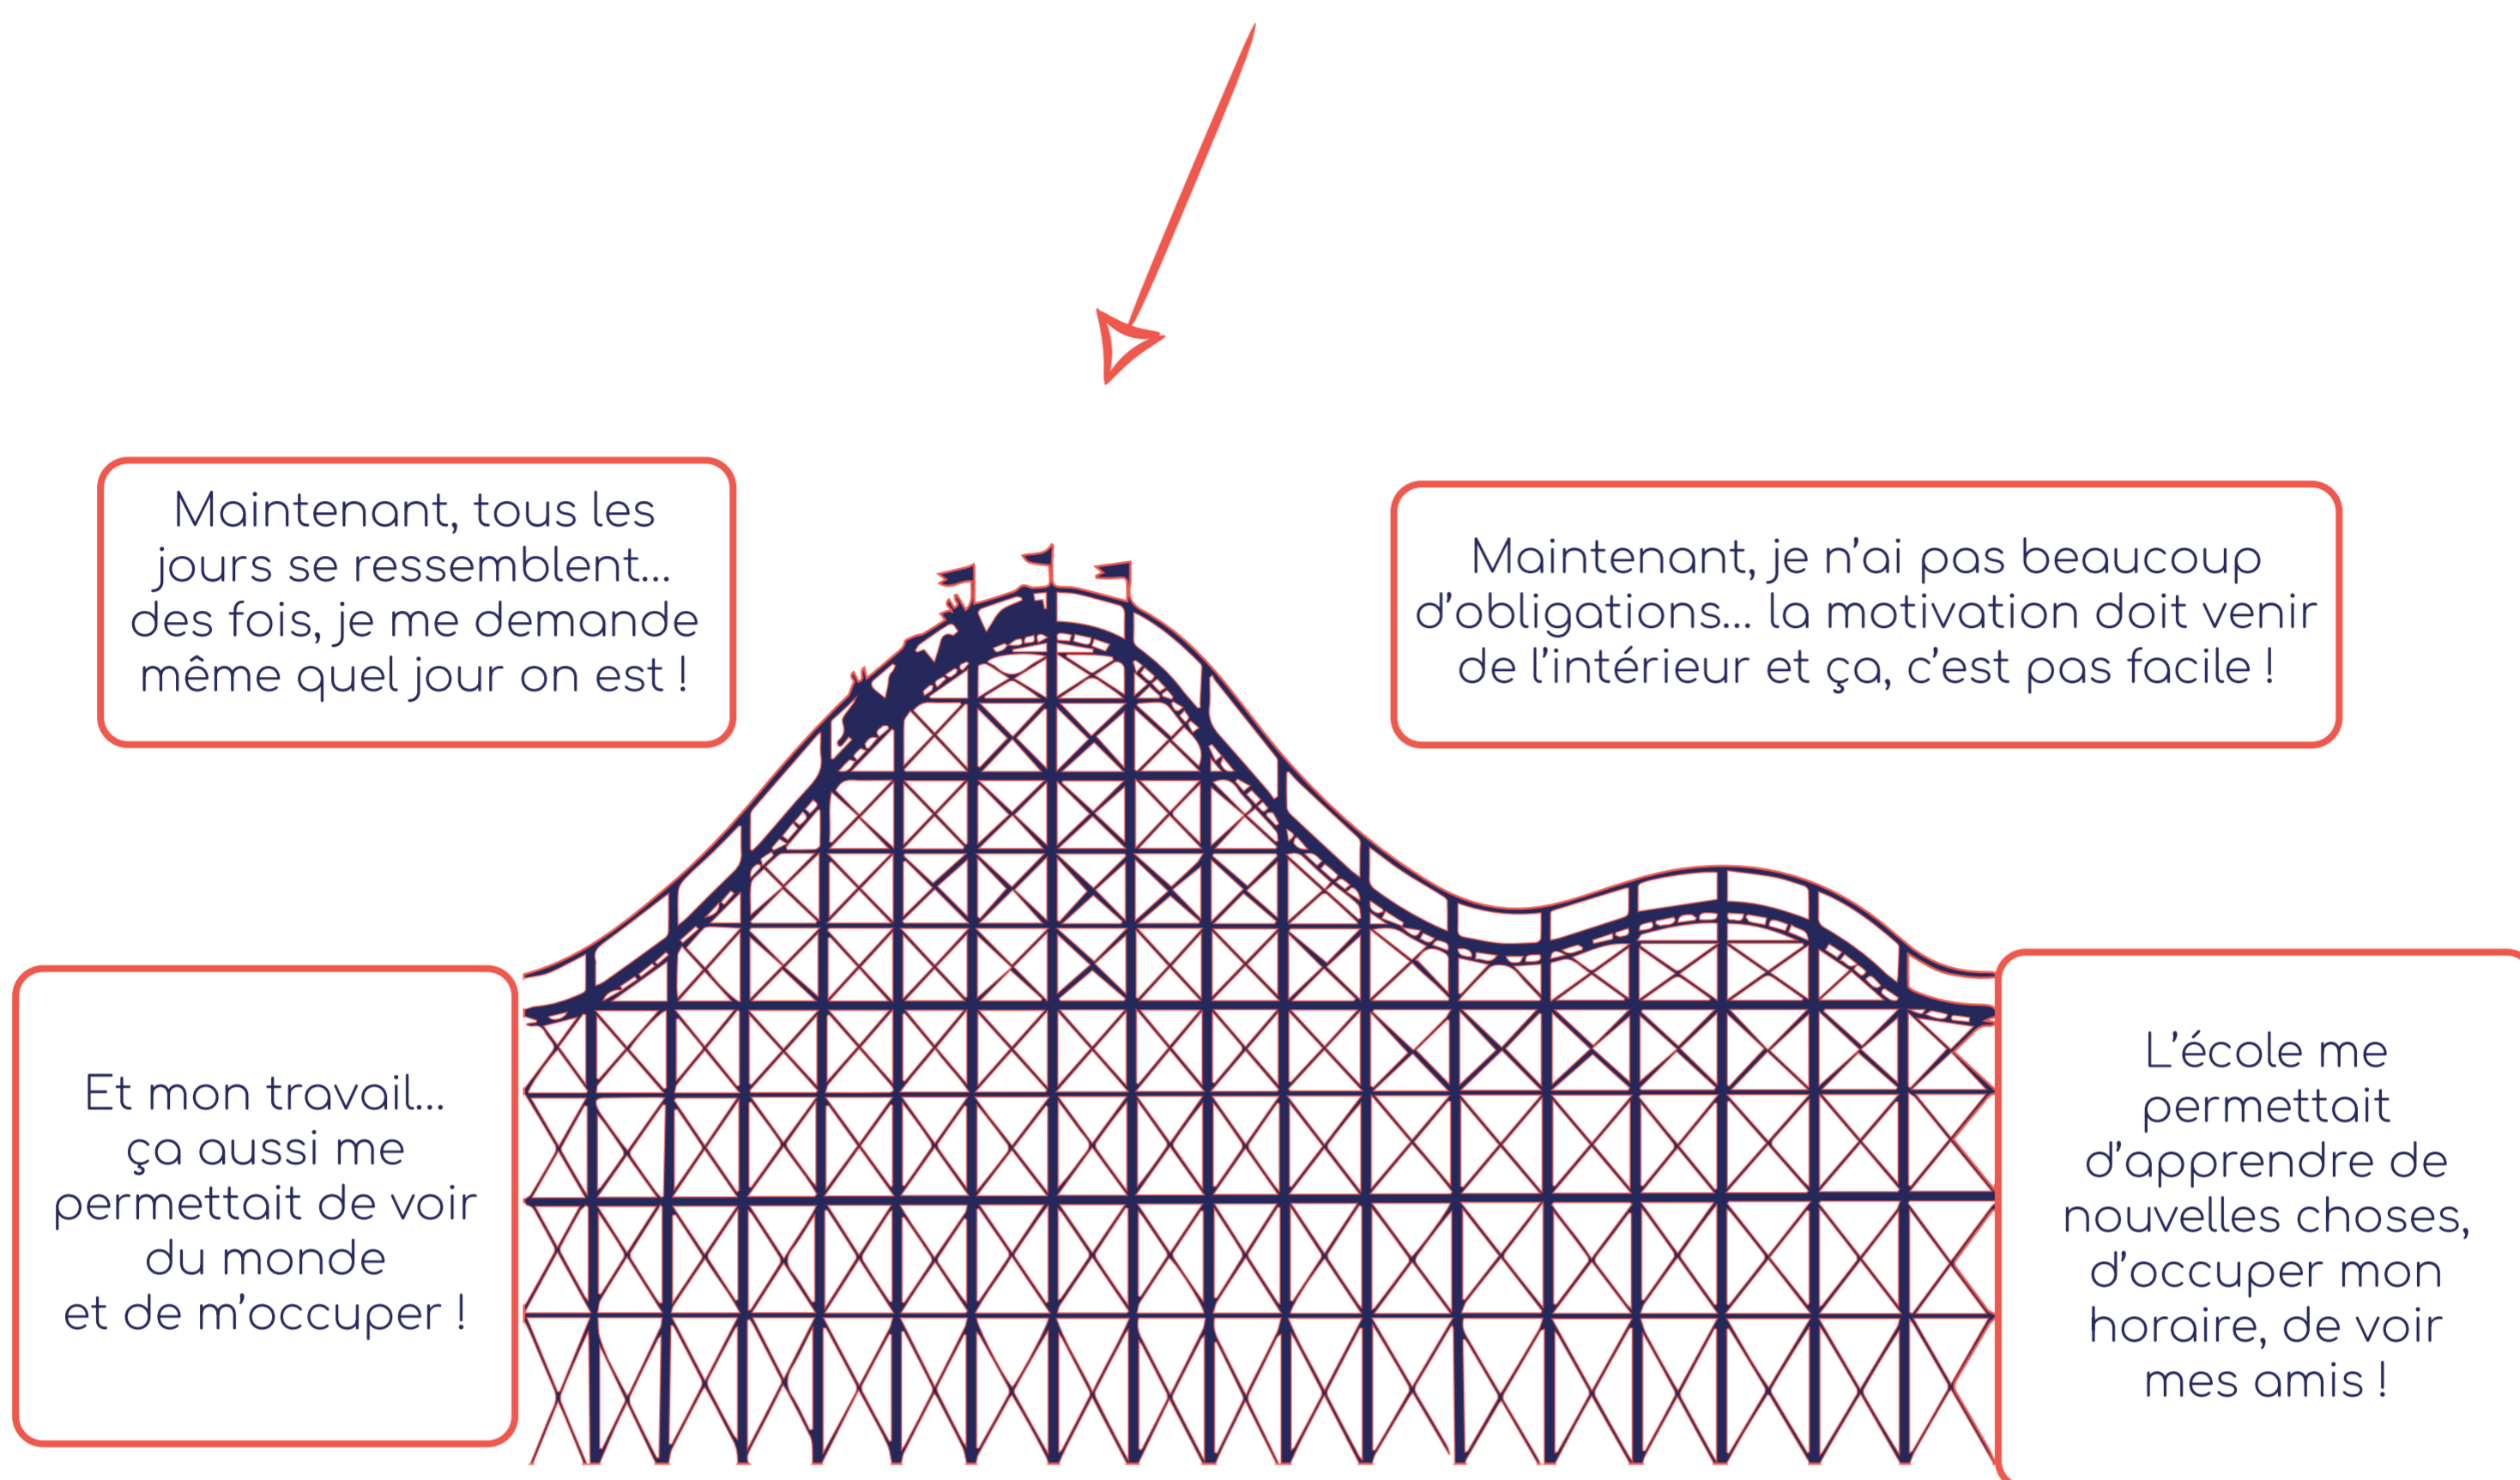 Maintenant, tous les
jours se ressemblent...
des fois, je me demande
même quel jour on est !
Maintenant, je n'ai pas beaucoup
d'obligations... la motivation doit venir
de l'intérieur et ça, c'est pas facile !
Et mon travail...
ça aussi me
permettait de voir
du monde
et de m'occuper !
L'école me
permettait
d'apprendre de
nouvelles choses,
d'occuper mon
horaire, de voir
mes amis !